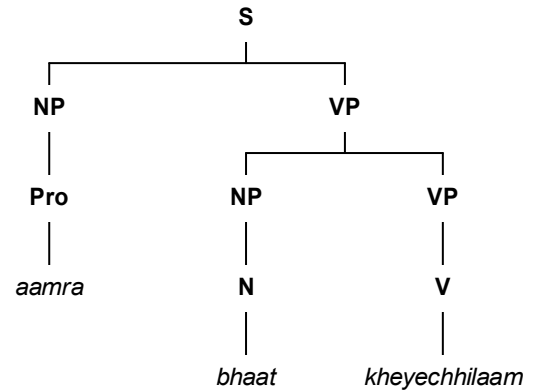 S
NP VP
Pro NP VP
aamra N V
bhaat kheyechhilaam